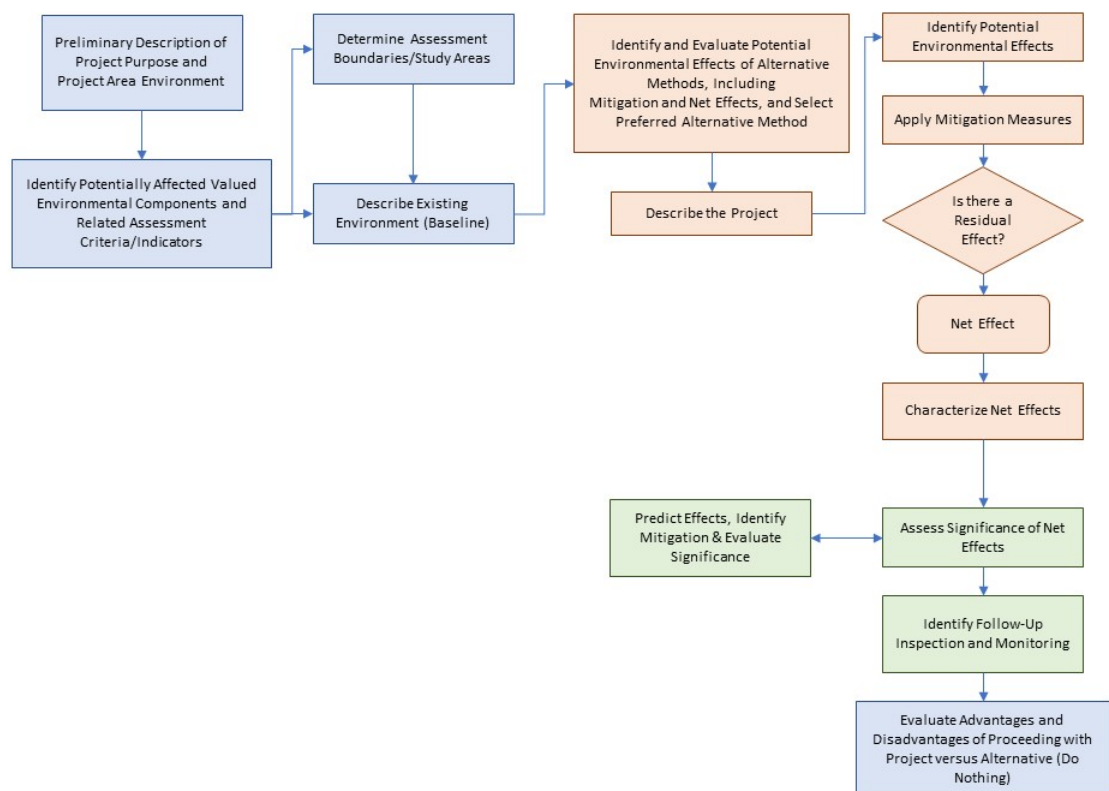 Preliminary Description of
Project Purpose and
Project Area Environment
Identify Potentially Affected Valued
Environmental Components and
Related Assessment
Criteria/Indicators
Determine Assessment
Boundaries/Study Areas
Describe Existing
Environment (Baseline)
Identify and Evaluate Potential
Environmental Effects of Alternative
Methods, Including
Mitigation and Net Effects, and Select
Preferred Alternative Method
Describe the Project
Identify Potential
Environmental Effects
Apply Mitigation Measures
Is there a
Residual
Effect?
Net Effect
Characterize Net Effects
Predict Effects, Identify
Mitigation & Evaluate
Significance
Assess Significance of Net
Effects
Identify Follow-Up
Inspection and Monitoring
Evaluate Advantages and
Disadvantages of Proceeding with
Project versus Alternative (Do
Nothing)